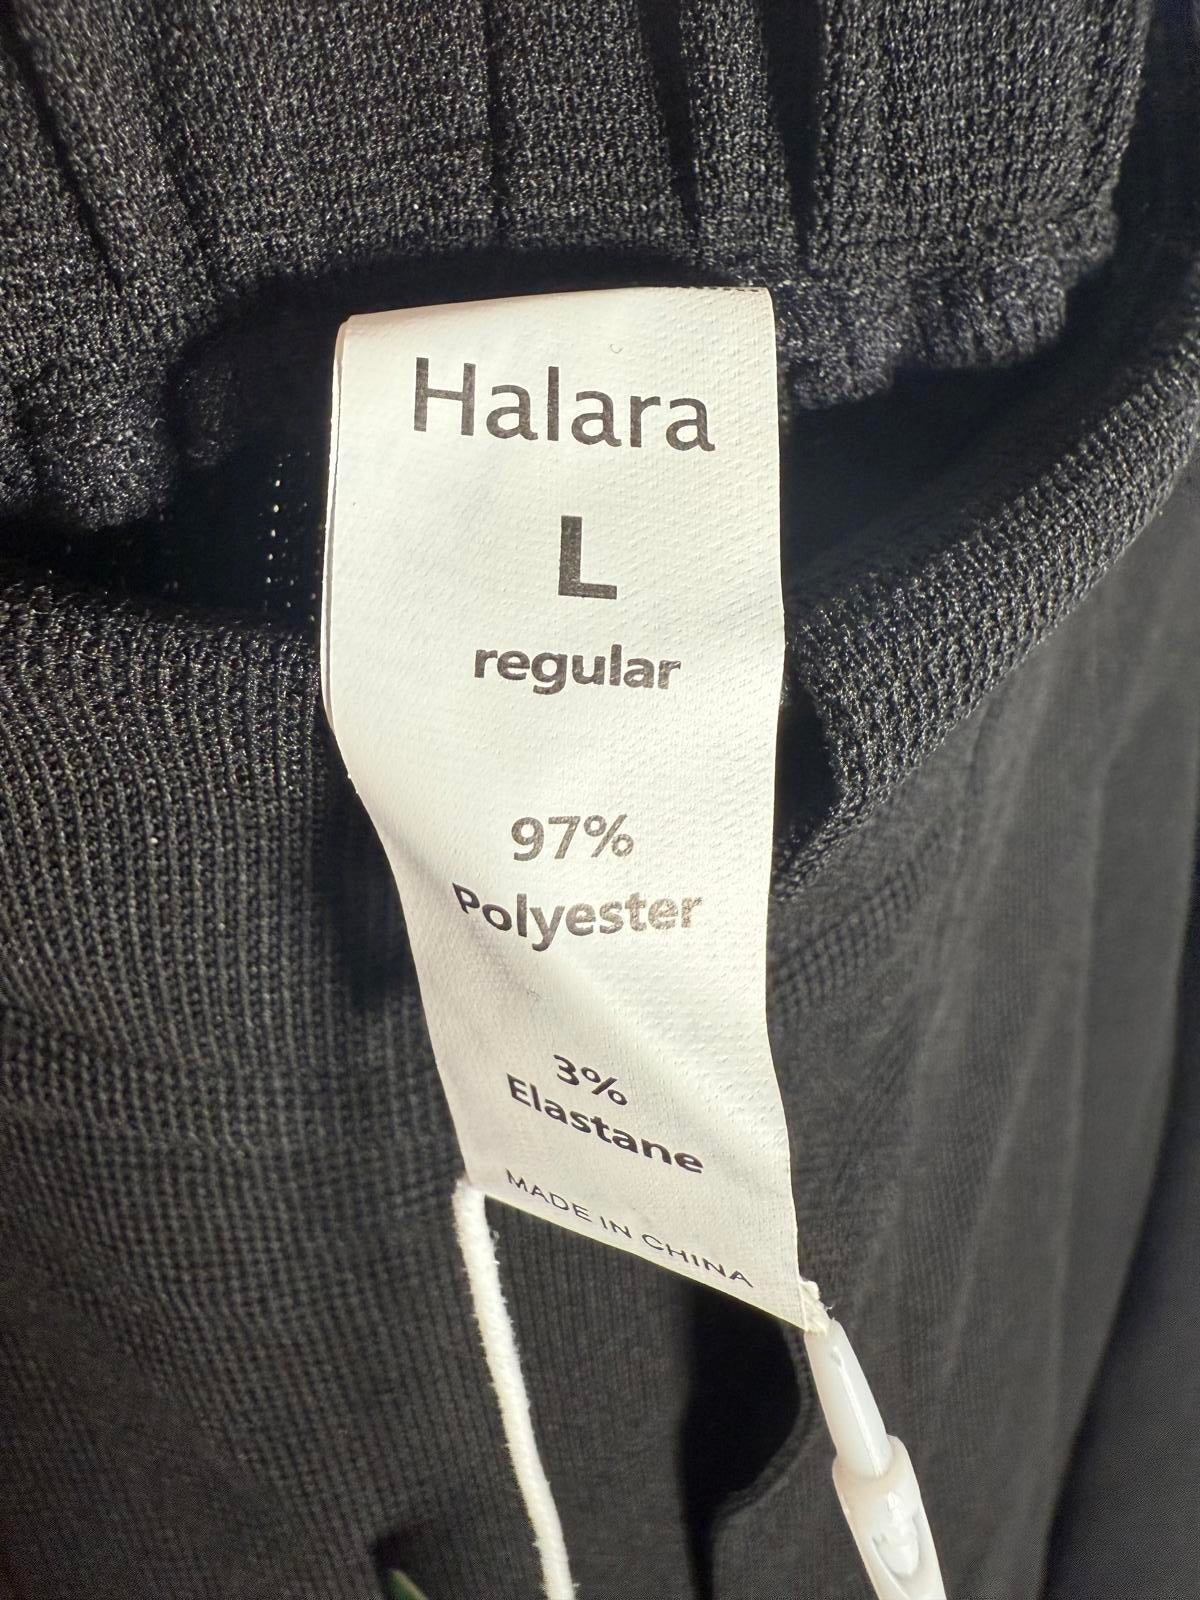 Halara
L
regular
97%
Polyester
3%
Elastane
MADE IN CHINA